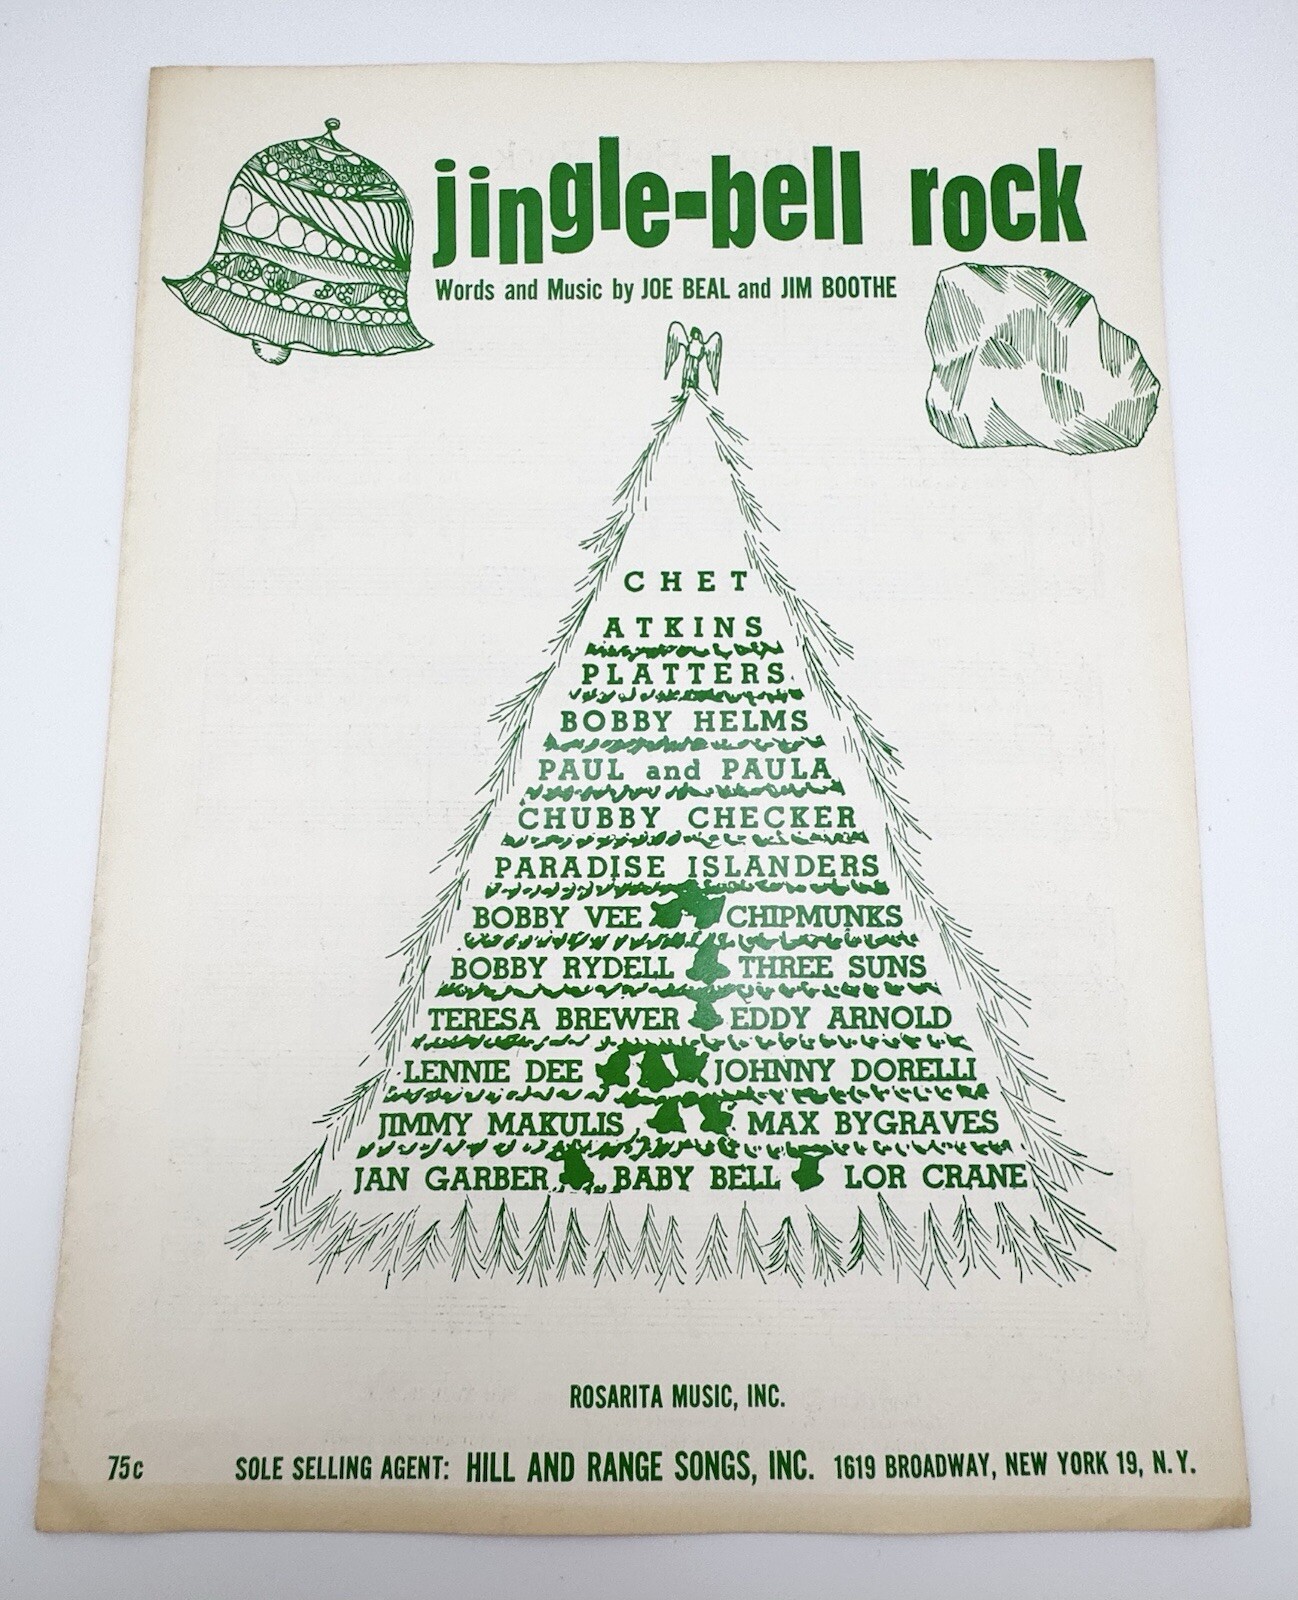 jingle-bell rock
Words and Music by JOE BEAL and JIM BOOTHE
CHET
ATKINS
PLATTERS
BOBBY HELMS
PAUL and PAULA
CHUBBY CHECKER
PARADISE ISLANDERS
BOBBY VEE CHIPMUNKS
BOBBY RYDELL THREE SUNS
TERESA BREWER EDDY ARNOLD
LENNIE DEE JOHNNY DORELLI
JIMMY MAKULIS MAX BYGRAVES
JAN GARBER BABY BELL LOR CRANE
ROSARITA MUSIC, INC.
75c SOLE SELLING AGENT: HILL AND RANGE SONGS, INC. 1619 BROADWAY, NEW YORK 19, N.Y.